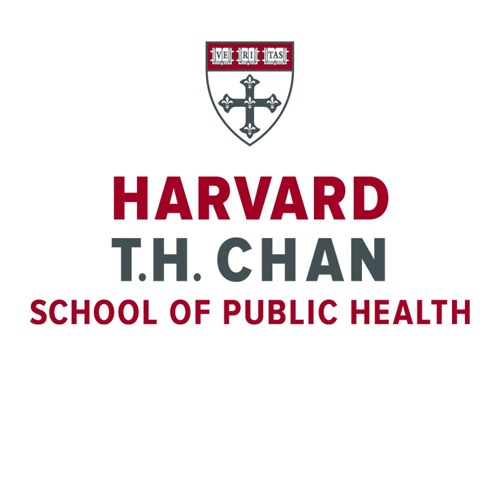 VE RI TAS
HARVARD
T.H. CHAN
SCHOOL OF PUBLIC HEALTH